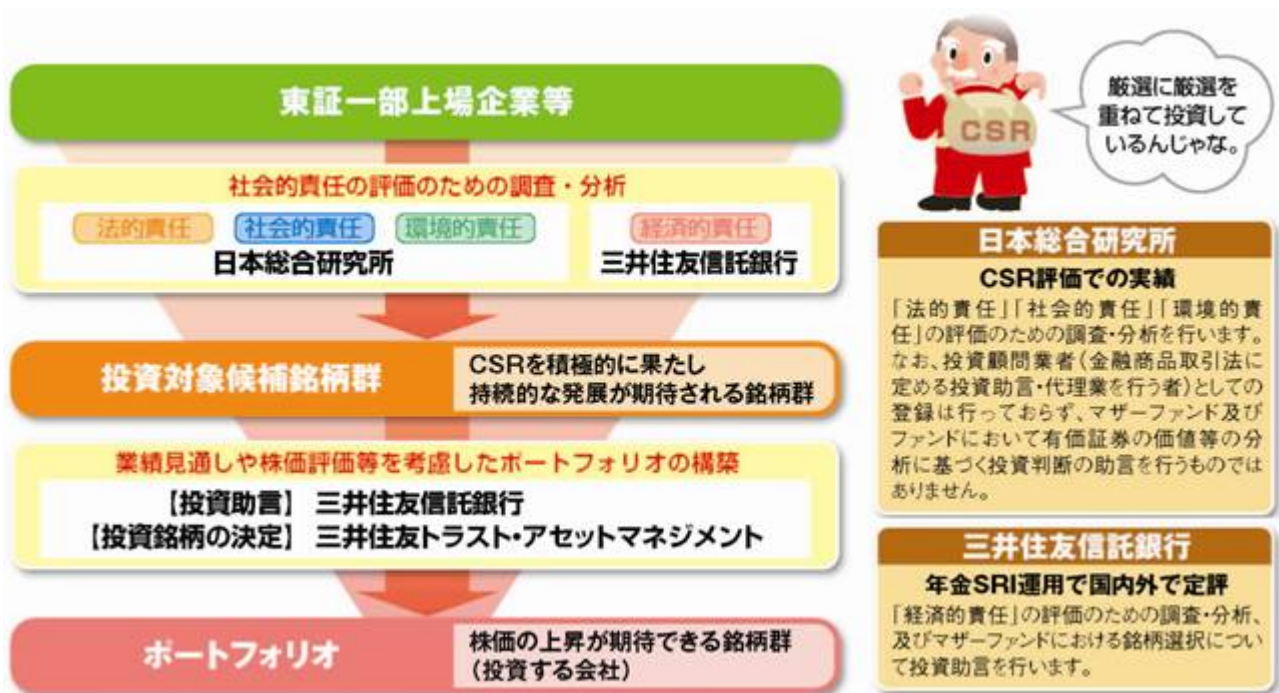 東証一部上場企業等
社会的責任の評価のための調査・分析
法的責任 社会的責任 環境的責任
日本総合研究所
経済的責任
三井住友信託銀行
投資対象候補銘柄群
CSRを積極的に果たし
持続的な発展が期待される銘柄群
業績見通しや株価評価等を考慮したポートフォリオの構築
【投資助言】 三井住友信託銀行
【投資銘柄の決定】 三井住友トラスト・アセットマネジメント
ポートフォリオ
株価の上昇が期待できる銘柄群
(投資する会社)
CSR
厳選に厳選を
重ねて投資して
いるんじゃな。
日本総合研究所
CSR評価での実績
「法的責任」「社会的責任」「環境的責
任」の評価のための調査・分析を行います。
なお、投資顧問業者(金融商品取引法に
定める投資助言・代理業を行う者)としての
登録は行っておらず、マザーファンド及び
ファンドにおいて有価証券の価値等の分
析に基づく投資判断の助言を行うものでは
ありません。
三井住友信託銀行
年金SRI運用で国内外で定評
「経済的責任」の評価のための調査・分析、
及びマザーファンドにおける銘柄選択につい
て投資助言を行います。